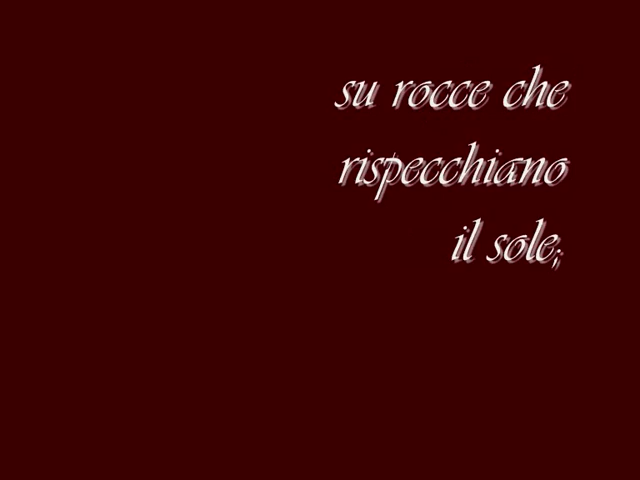 su rocce che
rispecchiano
il sole;